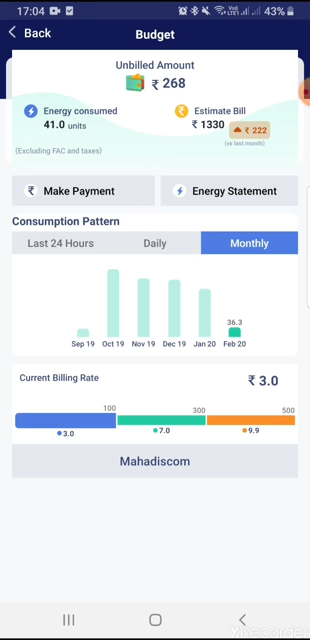 17:04 43%
Back Budget
Unbilled Amount
₹ 268
Energy consumed
41.0 units
Estimate Bill
₹ 1330 ₹ 222
(vs last month)
(Excluding FAC and taxes)
₹ Make Payment
Energy Statement
Consumption Pattern
Last 24 Hours Daily Monthly
36.3
Sep 19 Oct 19 Nov 19 Dec 19 Jan 20 Feb 20
Current Billing Rate ₹ 3.0
100 300 500
3.0 7.0 9.9
Mahadiscom
XRecorder